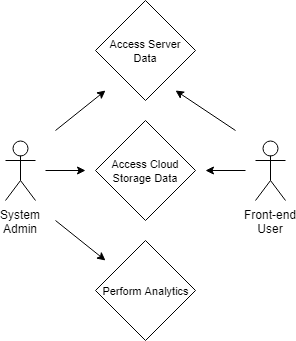 Access Server
Data
Access Cloud
Storage Data
System
Admin
Front-end
User
Perform Analytics